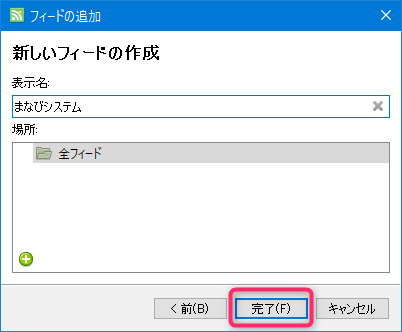 フィードの追加
新しいフィードの作成
表示名:
まなびシステム
場所:
全フィード
< 前(B)
完了(F)
キャンセル